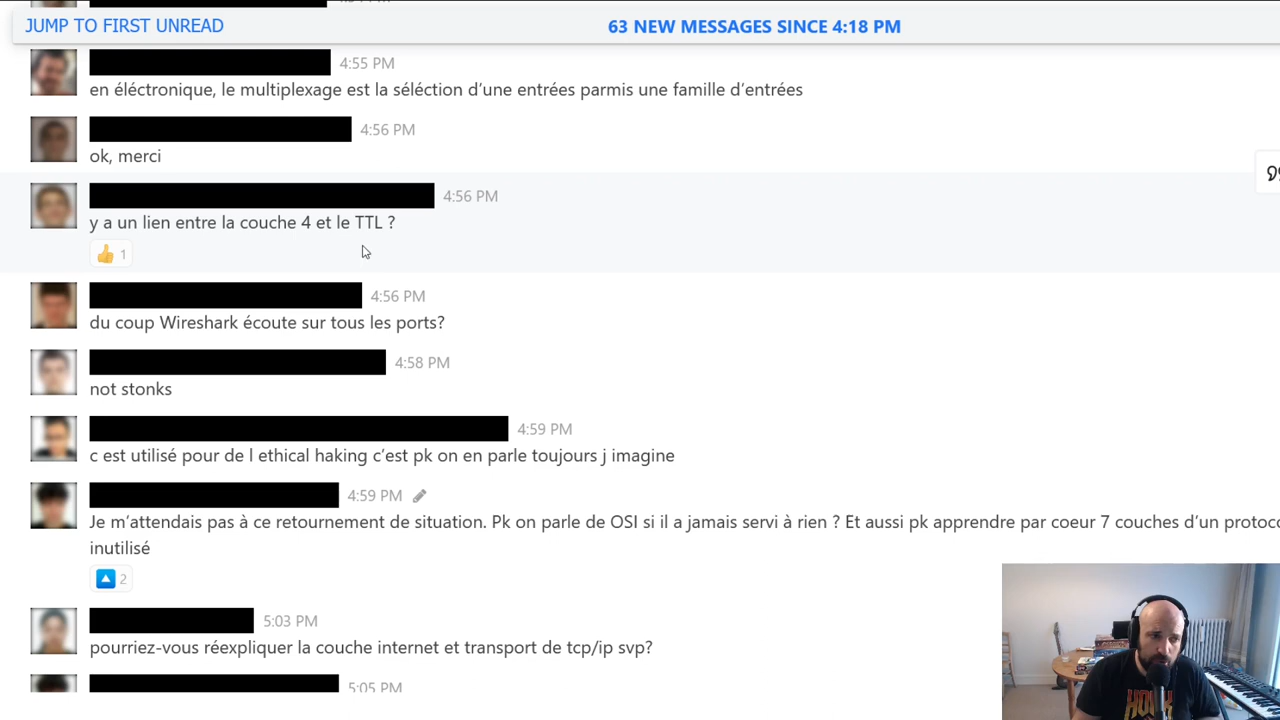 JUMP TO FIRST UNREAD
63 NEW MESSAGES SINCE 4:18 PM
4:55 PM
en éléctronique, le multiplexage est la séléction d'une entrées parmis une famille d'entrées
4:56 PM
ok, merci
4:56 PM
y a un lien entre la couche 4 et le TTL ?
👍 1
4:56 PM
du coup Wireshark écoute sur tous les ports?
4:58 PM
not stonks
4:59 PM
c est utilisé pour de l ethical haking c'est pk on en parle toujours j imagine
4:59 PM
Je m'attendais pas à ce retournement de situation. Pk on parle de OSI si il a jamais servi à rien ? Et aussi pk apprendre par coeur 7 couches d'un protoc
inutilisé
🔼 2
5:03 PM
pourriez-vous réexpliquer la couche internet et transport de tcp/ip svp?
5:05 PM